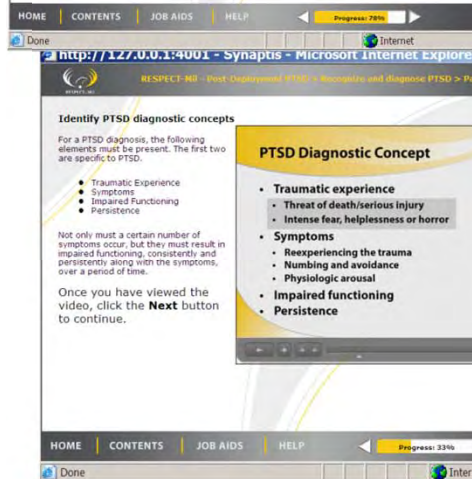 HOME CONTENTS JOB AIDS HELP Progress: 78%
Done Internet
http://127.0.0.1:4001 - Synaptis - Microsoft Internet Explore
RESPECT-Mil - Post-Deployment PTSD > Recognize and diagnose PTSD > P
Identify PTSD diagnostic concepts
For a PTSD diagnosis, the following
elements must be present. The first two
are specific to PTSD.
Traumatic Experience
Symptoms
Impaired Functioning
Persistence
Not only must a certain number of
symptoms occur, but they must result in
impaired functioning, consistently and
persistently along with the symptoms,
over a period of time.
Once you have viewed the
video, click the Next button
to continue.
PTSD Diagnostic Concept
Traumatic experience
Threat of death/serious injury
Intense fear, helplessness or horror
Symptoms
Reexperiencing the trauma
Numbing and avoidance
Physiologic arousal
Impaired functioning
Persistence
HOME CONTENTS JOB AIDS HELP Progress: 33%
Done Inter